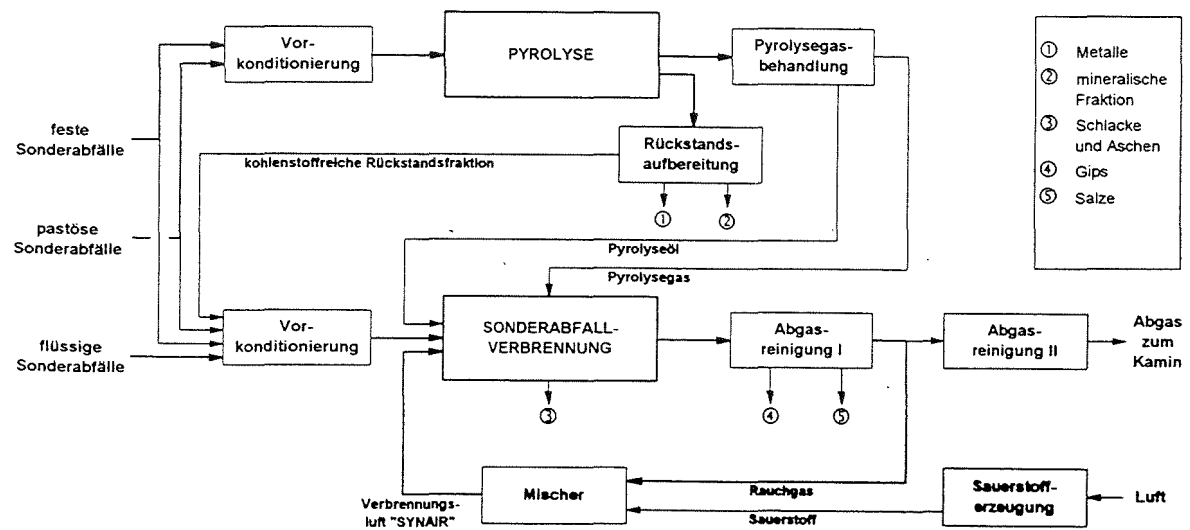 Vor-
konditionierung
PYROLYSE
Pyrolysegas-
behandlung
① Metalle
② mineralische
Fraktion
③ Schlacke
und Aschen
④ Gips
⑤ Salze
feste
Sonderabfälle
kohlenstoffreiche Rückstandsfraktion
Rückstands-
aufbereitung
① ②
pastöse
Sonderabfälle
Pyrolyseöl
Pyrolysegas
flüssige
Sonderabfälle
Vor-
konditionierung
SONDERABFALL-
VERBRENNUNG
Abgas-
reinigung I
Abgas-
reinigung II
Abgas
zum
Kamin
③
④ ⑤
Verbrennungs-
luft "SYNAIR"
Mischer
Rauchgas
Sauerstoff
Sauerstoff-
erzeugung
Luft